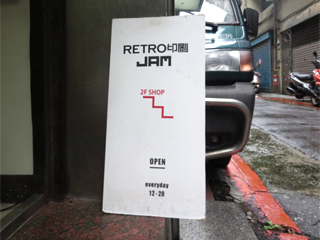 RETRO印刷
JAM
2F SHOP
OPEN
everyday
12-20